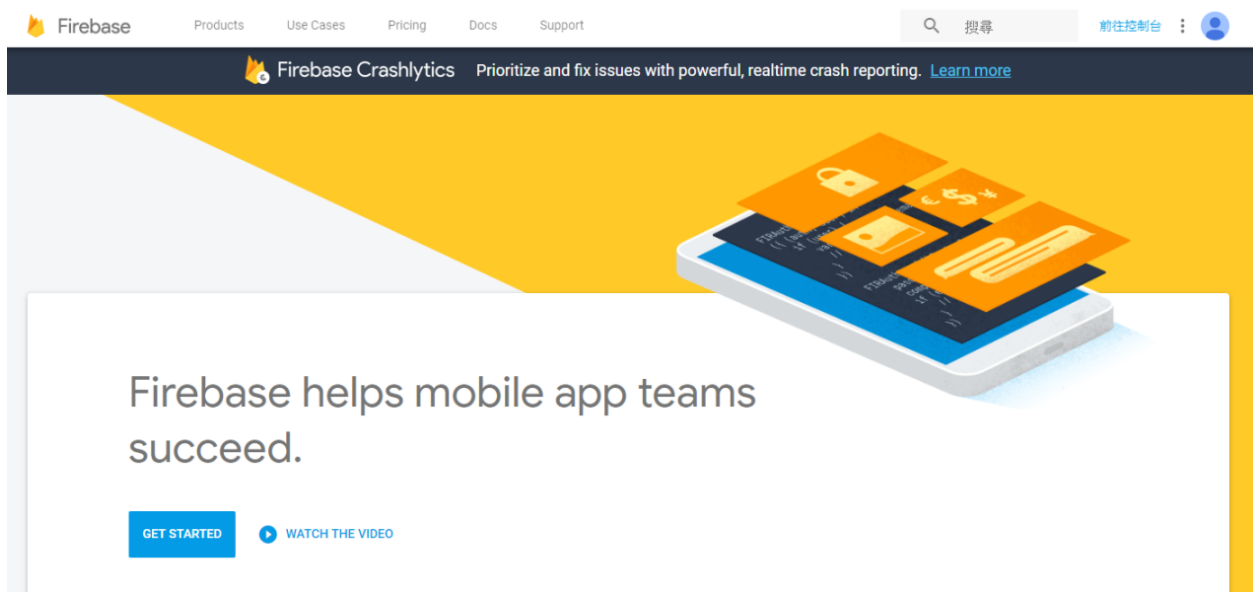 Firebase Products Use Cases Pricing Docs Support 搜尋 前往控制台
Firebase Crashlytics Prioritize and fix issues with powerful, realtime crash reporting. Learn more
€ $ ¥
Firebase helps mobile app teams
succeed.
GET STARTED WATCH THE VIDEO